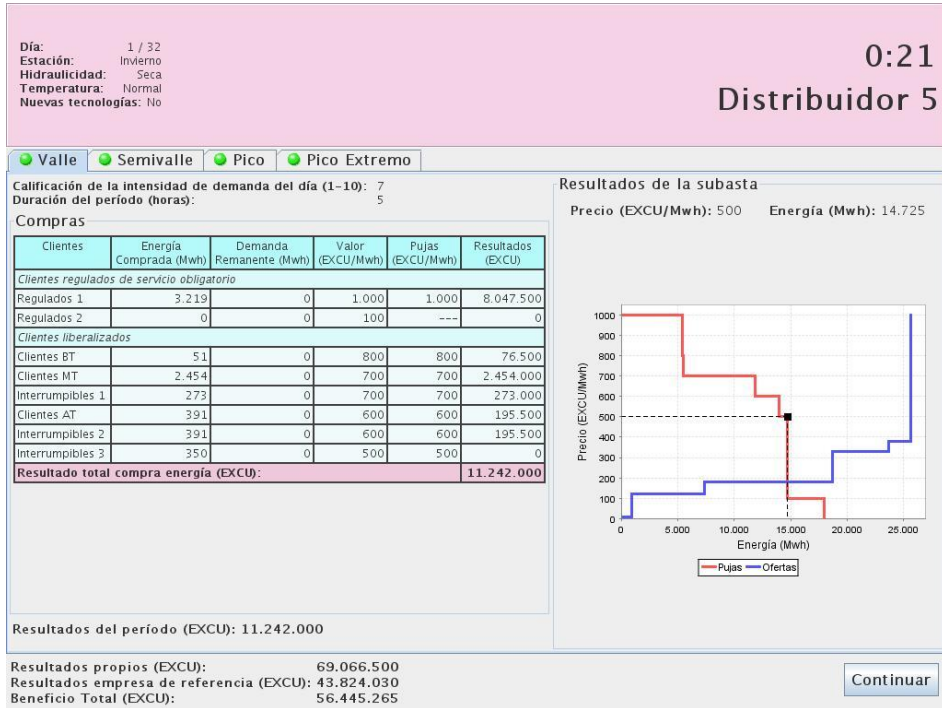 Día: 1 / 32
Estación: Invierno
Hidraulicidad: Seca
Temperatura: Normal
Nuevas tecnologías: No
0:21
Distribuidor 5
Valle Semivalle Pico Pico Extremo
Calificación de la intensidad de demanda del día (1-10): 7
Duración del período (horas): 5
Compras
Clientes Energía Comprada (Mwh) Demanda Remanente (Mwh) Valor (EXCU/Mwh) Pujas (EXCU/Mwh) Resultados (EXCU)
Clientes regulados de servicio obligatorio
Regulados 1 3.219 0 1.000 1.000 8.047.500
Regulados 2 0 0 100 --- 0
Clientes liberalizados
Clientes BT 51 0 800 800 76.500
Clientes MT 2.454 0 700 700 2.454.000
Interrumpibles 1 273 0 700 700 273.000
Clientes AT 391 0 600 600 195.500
Interrumpibles 2 391 0 600 600 195.500
Interrumpibles 3 350 0 500 500 0
Resultado total compra energía (EXCU): 11.242.000
Resultados del período (EXCU): 11.242.000
Resultados de la subasta
Precio (EXCU/Mwh): 500 Energía (Mwh): 14.725
Precio (EXCU/Mwh)
1000
900
800
700
600
500
400
300
200
100
0
0 5.000 10.000 15.000 20.000 25.000
Energía (Mwh)
Pujas Ofertas
Resultados propios (EXCU): 69.066.500
Resultados empresa de referencia (EXCU): 43.824.030
Beneficio Total (EXCU): 56.445.265
Continuar